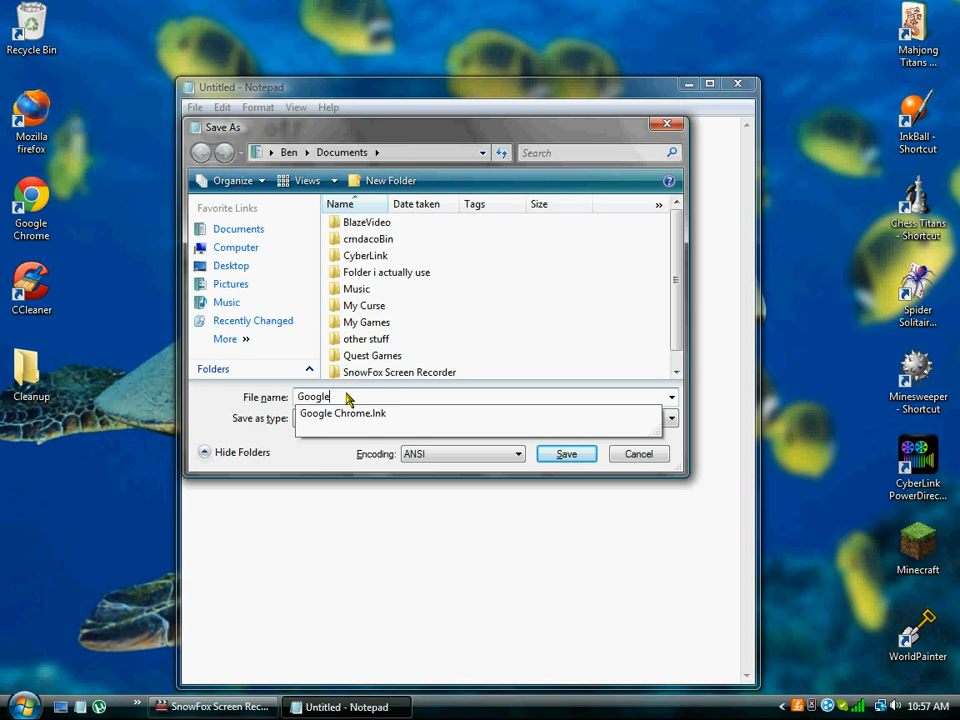 Recycle Bin
Mozilla
firefox
Google
Chrome
CCleaner
Cleanup
Untitled - Notepad
File Edit Format View Help
Save As
Ben Documents
Search
Organize Views New Folder
Favorite Links
Documents
Computer
Desktop
Pictures
Music
Recently Changed
More »
Folders
Name Date taken Tags Size »
BlazeVideo
cmdacoBin
CyberLink
Folder i actually use
Music
My Curse
My Games
other stuff
Quest Games
SnowFox Screen Recorder
File name: Google
Google Chrome.lnk
Save as type:
Hide Folders
Encoding: ANSI
Save
Cancel
Mahjong
Titans ...
InkBall -
Shortcut
Chess Titans
- Shortcut
Spider
Solitair...
Minesweeper
- Shortcut
CyberLink
PowerDirec...
Minecraft
WorldPainter
SnowFox Screen Rec...
Untitled - Notepad
10:57 AM